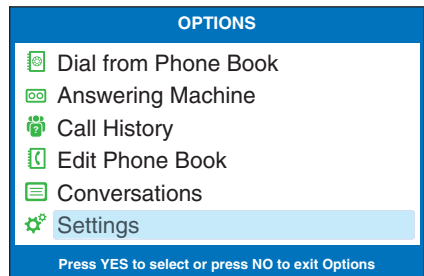 OPTIONS
Dial from Phone Book
Answering Machine
Call History
Edit Phone Book
Conversations
Settings
Press YES to select or press NO to exit Options